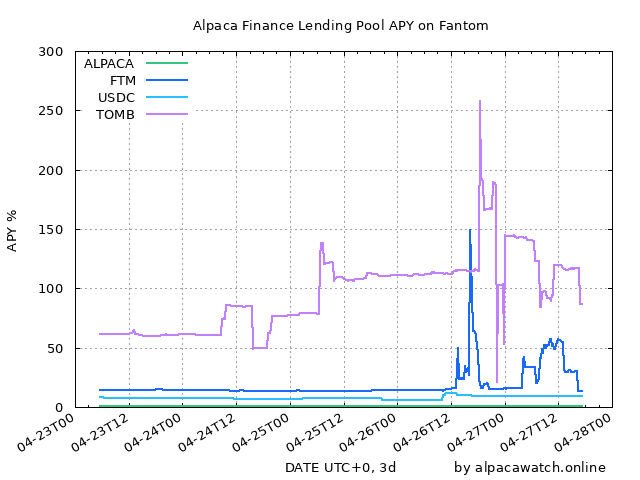 Alpaca Finance Lending Pool APY on Fantom
300
250
200
150
100
50
0
APY %
ALPACA
FTM
USDC
TOMB
04-23T00
04-23T12
04-24T00
04-24T12
04-25T00
04-25T12
04-26T00
04-26T12
04-27T00
04-27T12
04-28T00
DATE UTC+0, 3d
by alpacawatch.online